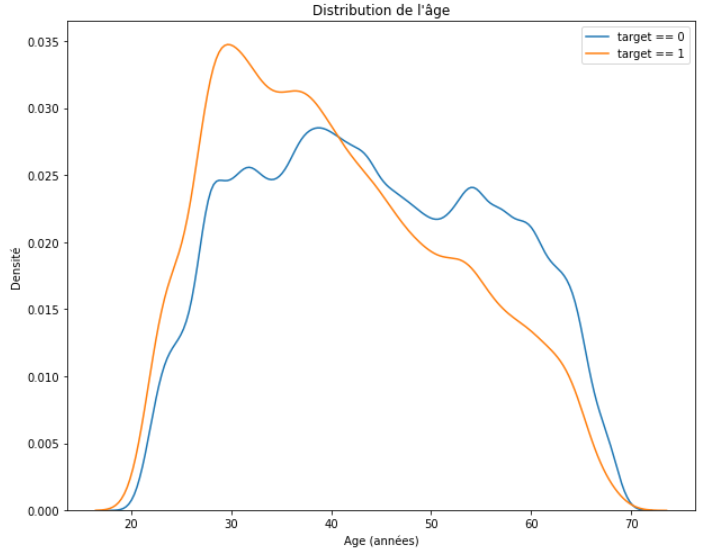 Distribution de l'âge
target == 0
target == 1
Densité
0.035
0.030
0.025
0.020
0.015
0.010
0.005
0.000
20 30 40 50 60 70
Age (années)